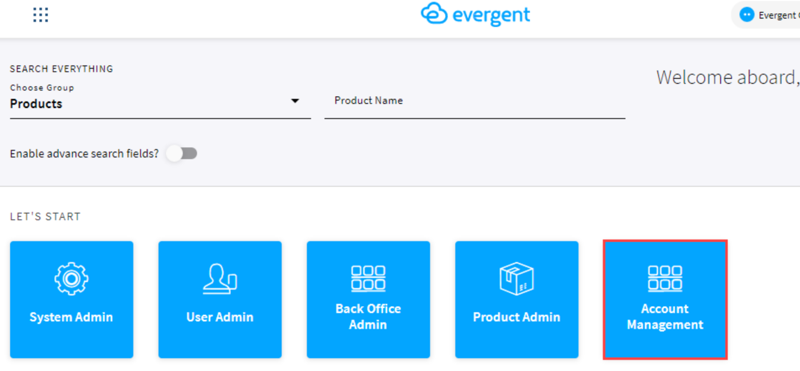 evergent
Evergent
SEARCH EVERYTHING
Choose Group
Products
Product Name
Welcome aboard,
Enable advance search fields?
LET'S START
System Admin
User Admin
Back Office
Admin
Product Admin
Account
Management